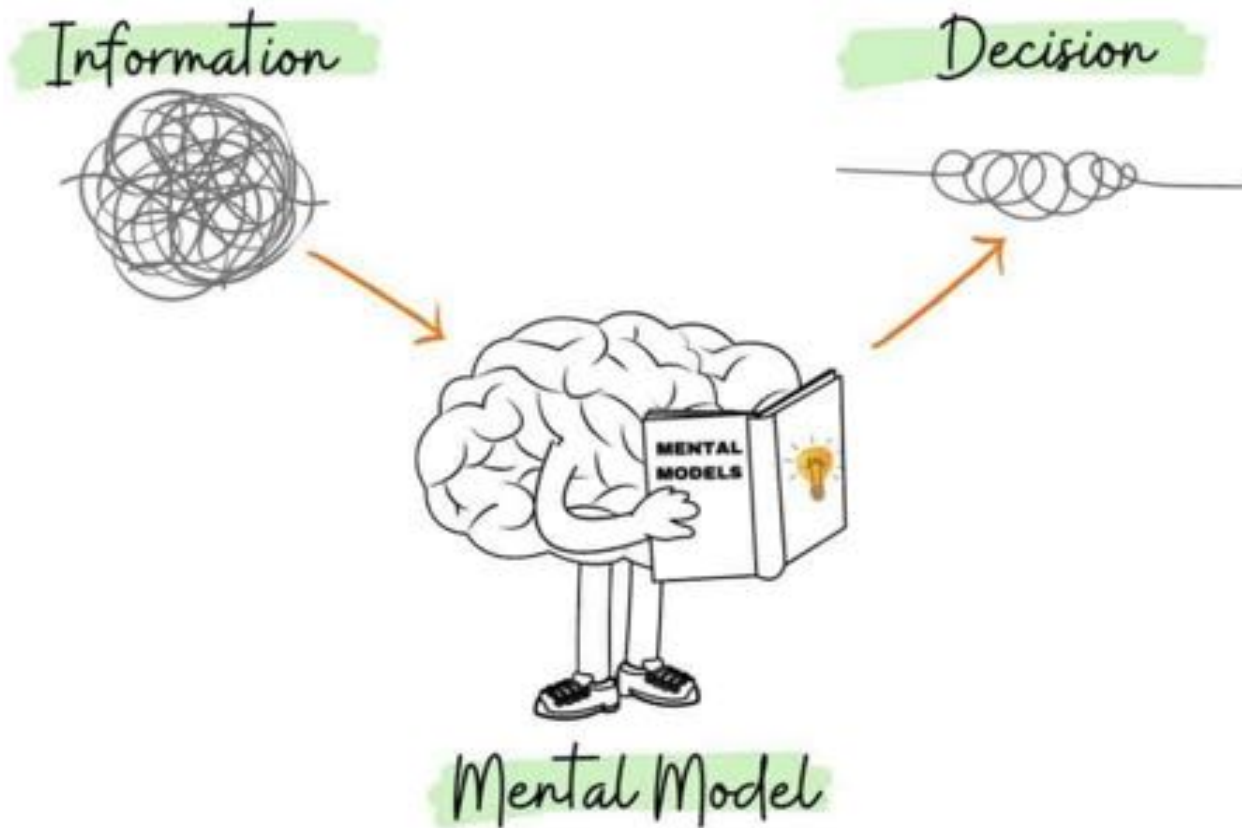 Information
Decision
MENTAL
MODELS
Mental Model